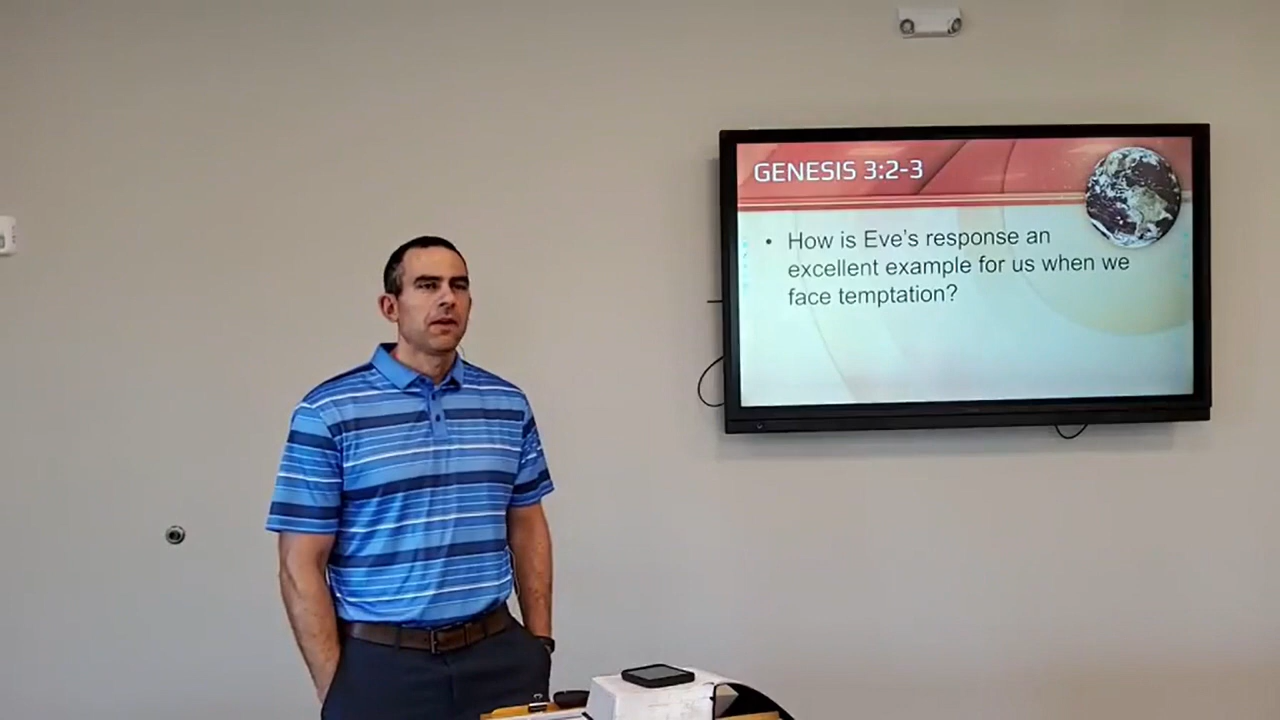 GENESIS 3:2-3
• How is Eve's response an
excellent example for us when we
face temptation?